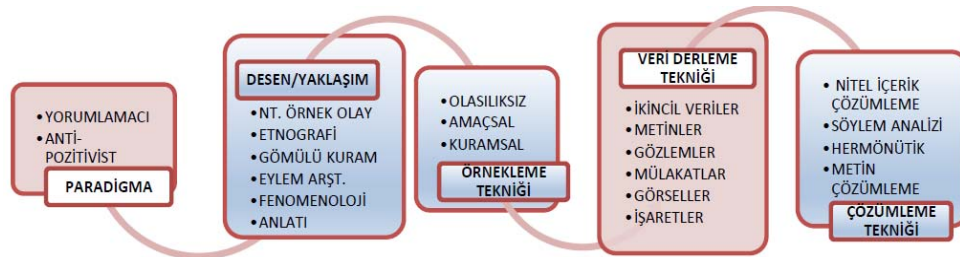 • YORUMLAMACI
• ANTİ-
POZİTİVİST
PARADİGMA
DESEN/YAKLAŞIM
• NT. ÖRNEK OLAY
• ETNOGRAFİ
• GÖMÜLÜ KURAM
• EYLEM ARŞT.
• FENOMENOLOJİ
• ANLATI
• OLASILIKSIZ
• AMAÇSAL
• KURAMSAL
ÖRNEKLEME
TEKNİĞİ
VERİ DERLEME
TEKNİĞİ
• İKİNCİL VERİLER
• METİNLER
• GÖZLEMLER
• MÜLAKATLAR
• GÖRSELLER
• İŞARETLER
• NİTEL İÇERİK
ÇÖZÜMLEME
• SÖYLEM ANALİZİ
• HERMÖNÜTİK
• METİN
ÇÖZÜMLEME
ÇÖZÜMLEME
TEKNİĞİ